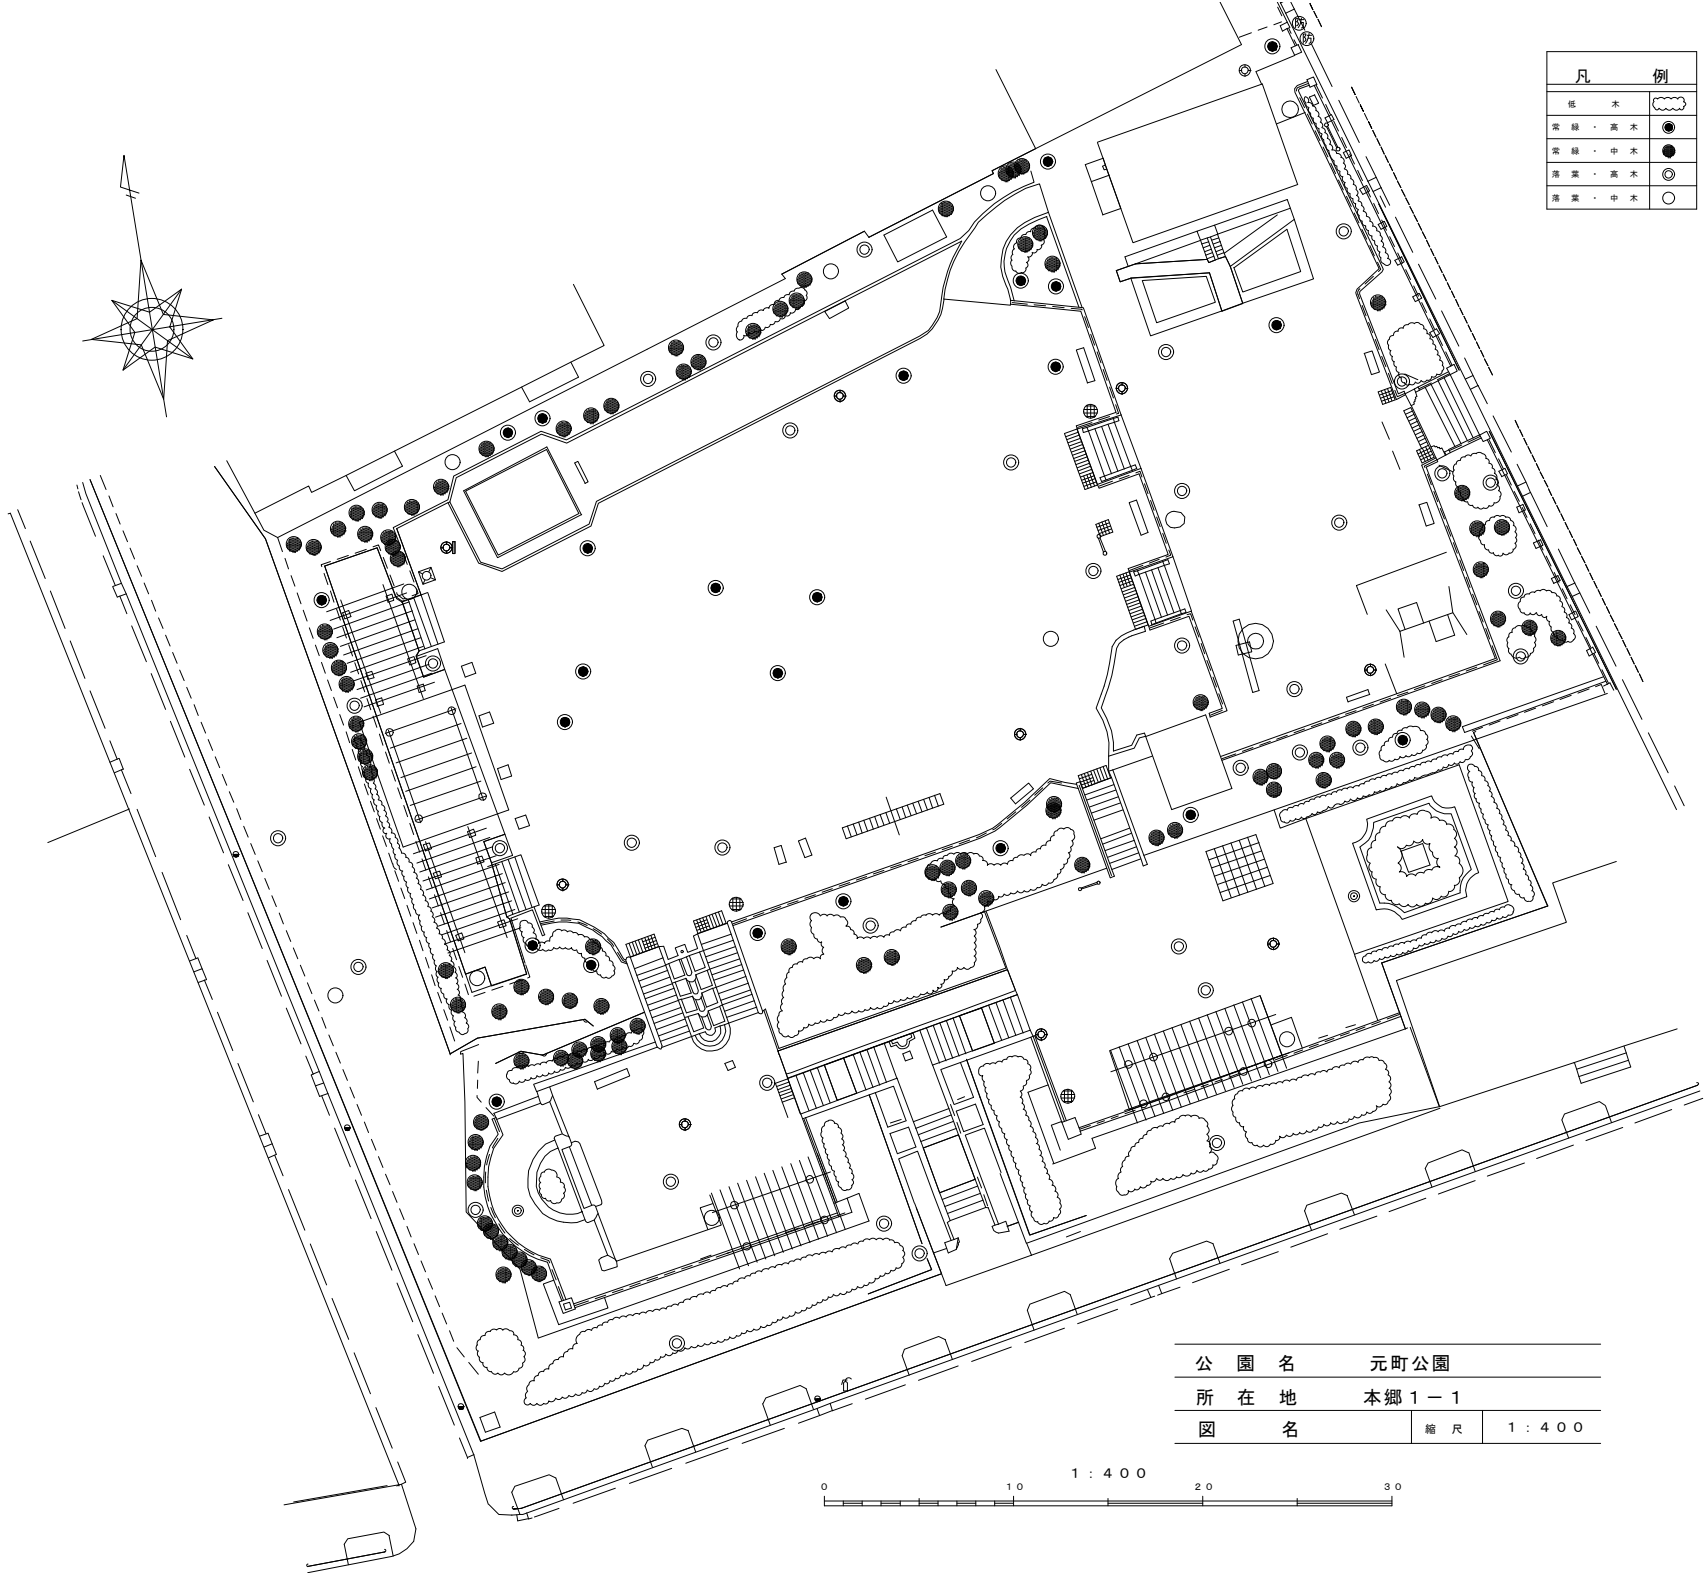 防
防
凡 例
低 木
常 緑 ・ 高 木
常 緑 ・ 中 木
落 葉 ・ 高 木
落 葉 ・ 中 木
公 園 名 元町公園
所 在 地 本郷1－1
図 名 縮 尺 1：400
1：400
0 10 20 30